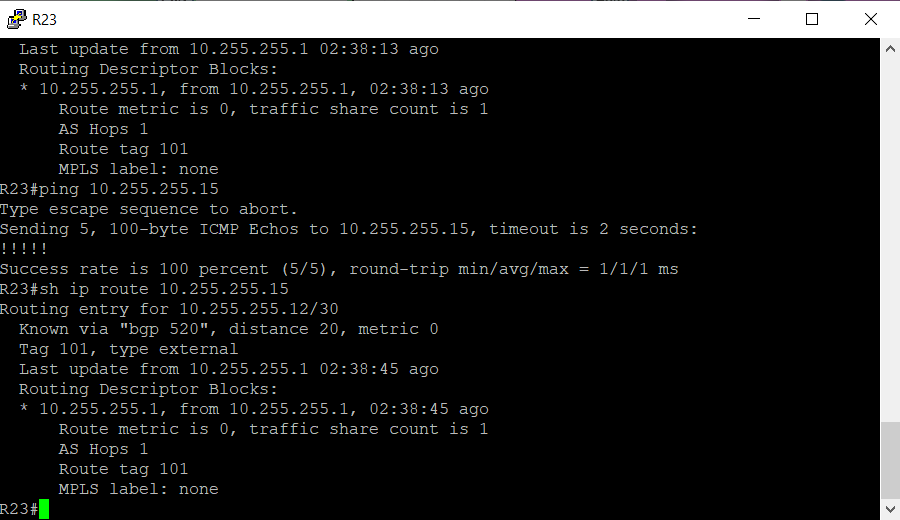 R23
Last update from 10.255.255.1 02:38:13 ago
Routing Descriptor Blocks:
* 10.255.255.1, from 10.255.255.1, 02:38:13 ago
Route metric is 0, traffic share count is 1
AS Hops 1
Route tag 101
MPLS label: none
R23#ping 10.255.255.15
Type escape sequence to abort.
Sending 5, 100-byte ICMP Echos to 10.255.255.15, timeout is 2 seconds:
!!!!!
Success rate is 100 percent (5/5), round-trip min/avg/max = 1/1/1 ms
R23#sh ip route 10.255.255.15
Routing entry for 10.255.255.12/30
Known via "bgp 520", distance 20, metric 0
Tag 101, type external
Last update from 10.255.255.1 02:38:45 ago
Routing Descriptor Blocks:
* 10.255.255.1, from 10.255.255.1, 02:38:45 ago
Route metric is 0, traffic share count is 1
AS Hops 1
Route tag 101
MPLS label: none
R23#